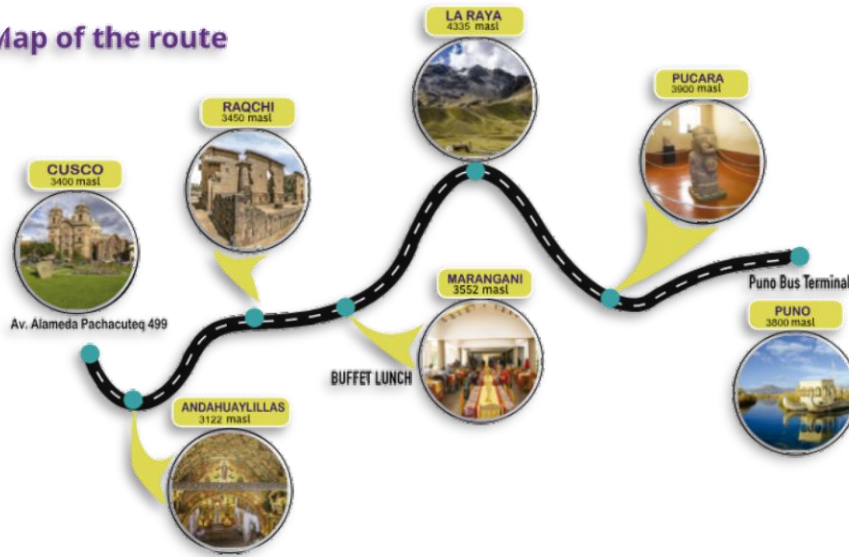 Map of the route
LA RAYA
4335 masl
PUCARA
3900 masl
RAQCHI
3450 masl
CUSCO
3400 masl
Av. Alameda Pachacuteq 499
MARANGANI
3552 masl
BUFFET LUNCH
Puno Bus Terminal
PUNO
3800 masl
ANDAHUAYLILLAS
3122 masl